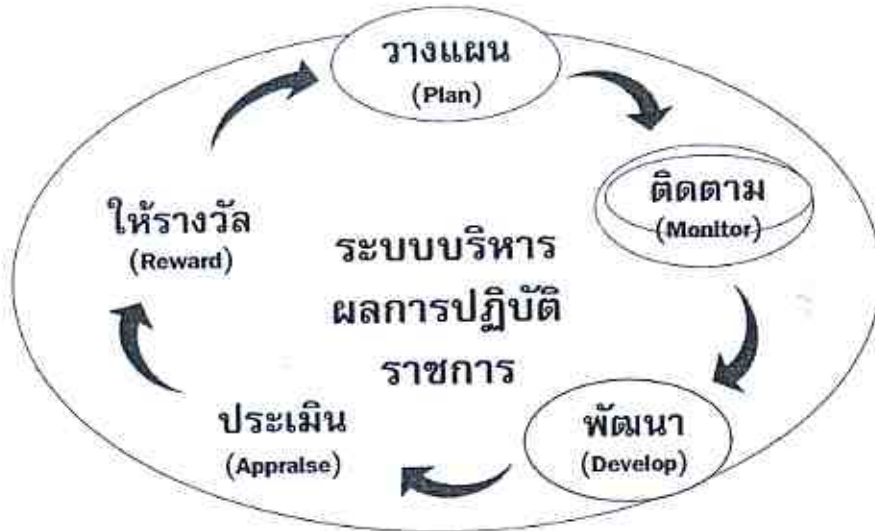 วางแผน
(Plan)
ติดตาม
(Monitor)
ให้รางวัล
(Reward)
ระบบบริหาร
ผลการปฏิบัติ
ราชการ
ประเมิน
(Appraise)
พัฒนา
(Develop)